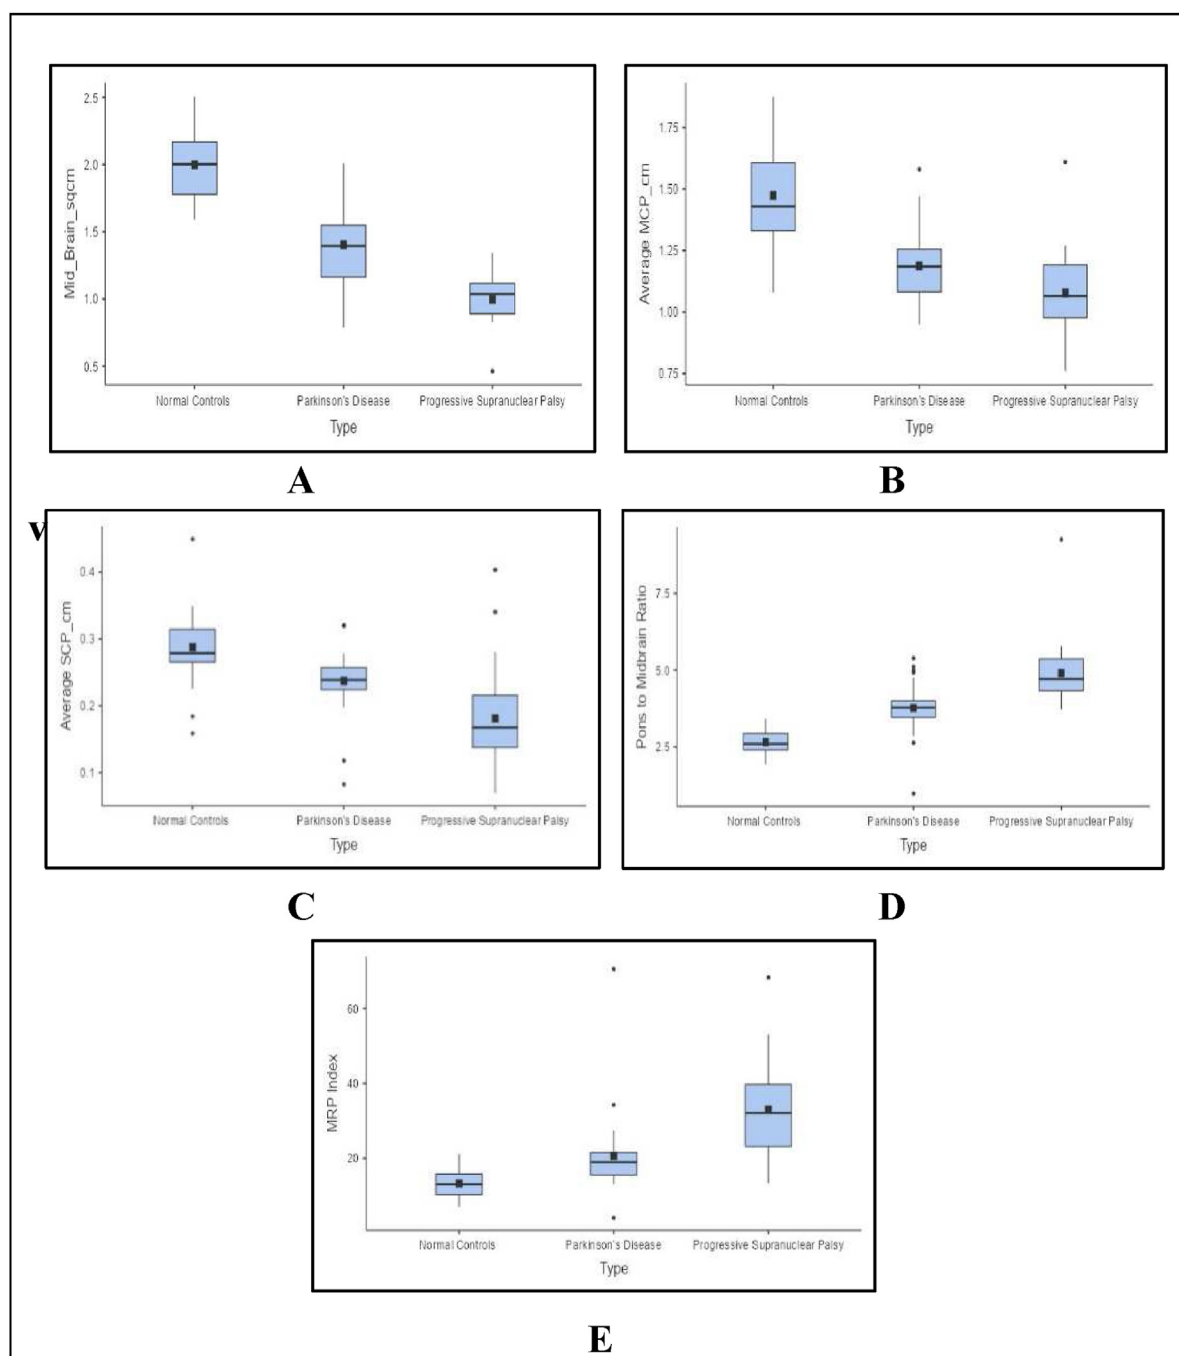 2.5
2.0
1.5
1.0
0.5
Mid_Brain_sqcm
Normal Controls Parkinson's Disease Progressive Supranuclear Palsy
Type
1.75
1.50
1.25
1.00
0.75
Average MCP_cm
Normal Controls Parkinson's Disease Progressive Supranuclear Palsy
Type
A B
v
0.4
0.3
0.2
0.1
Average SCP_cm
Normal Controls Parkinson's Disease Progressive Supranuclear Palsy
Type
7.5
5.0
2.5
Pons to Midbrain Ratio
Normal Controls Parkinson's Disease Progressive Supranuclear Palsy
Type
C D
60
40
20
MRP Index
Normal Controls Parkinson's Disease Progressive Supranuclear Palsy
Type
E